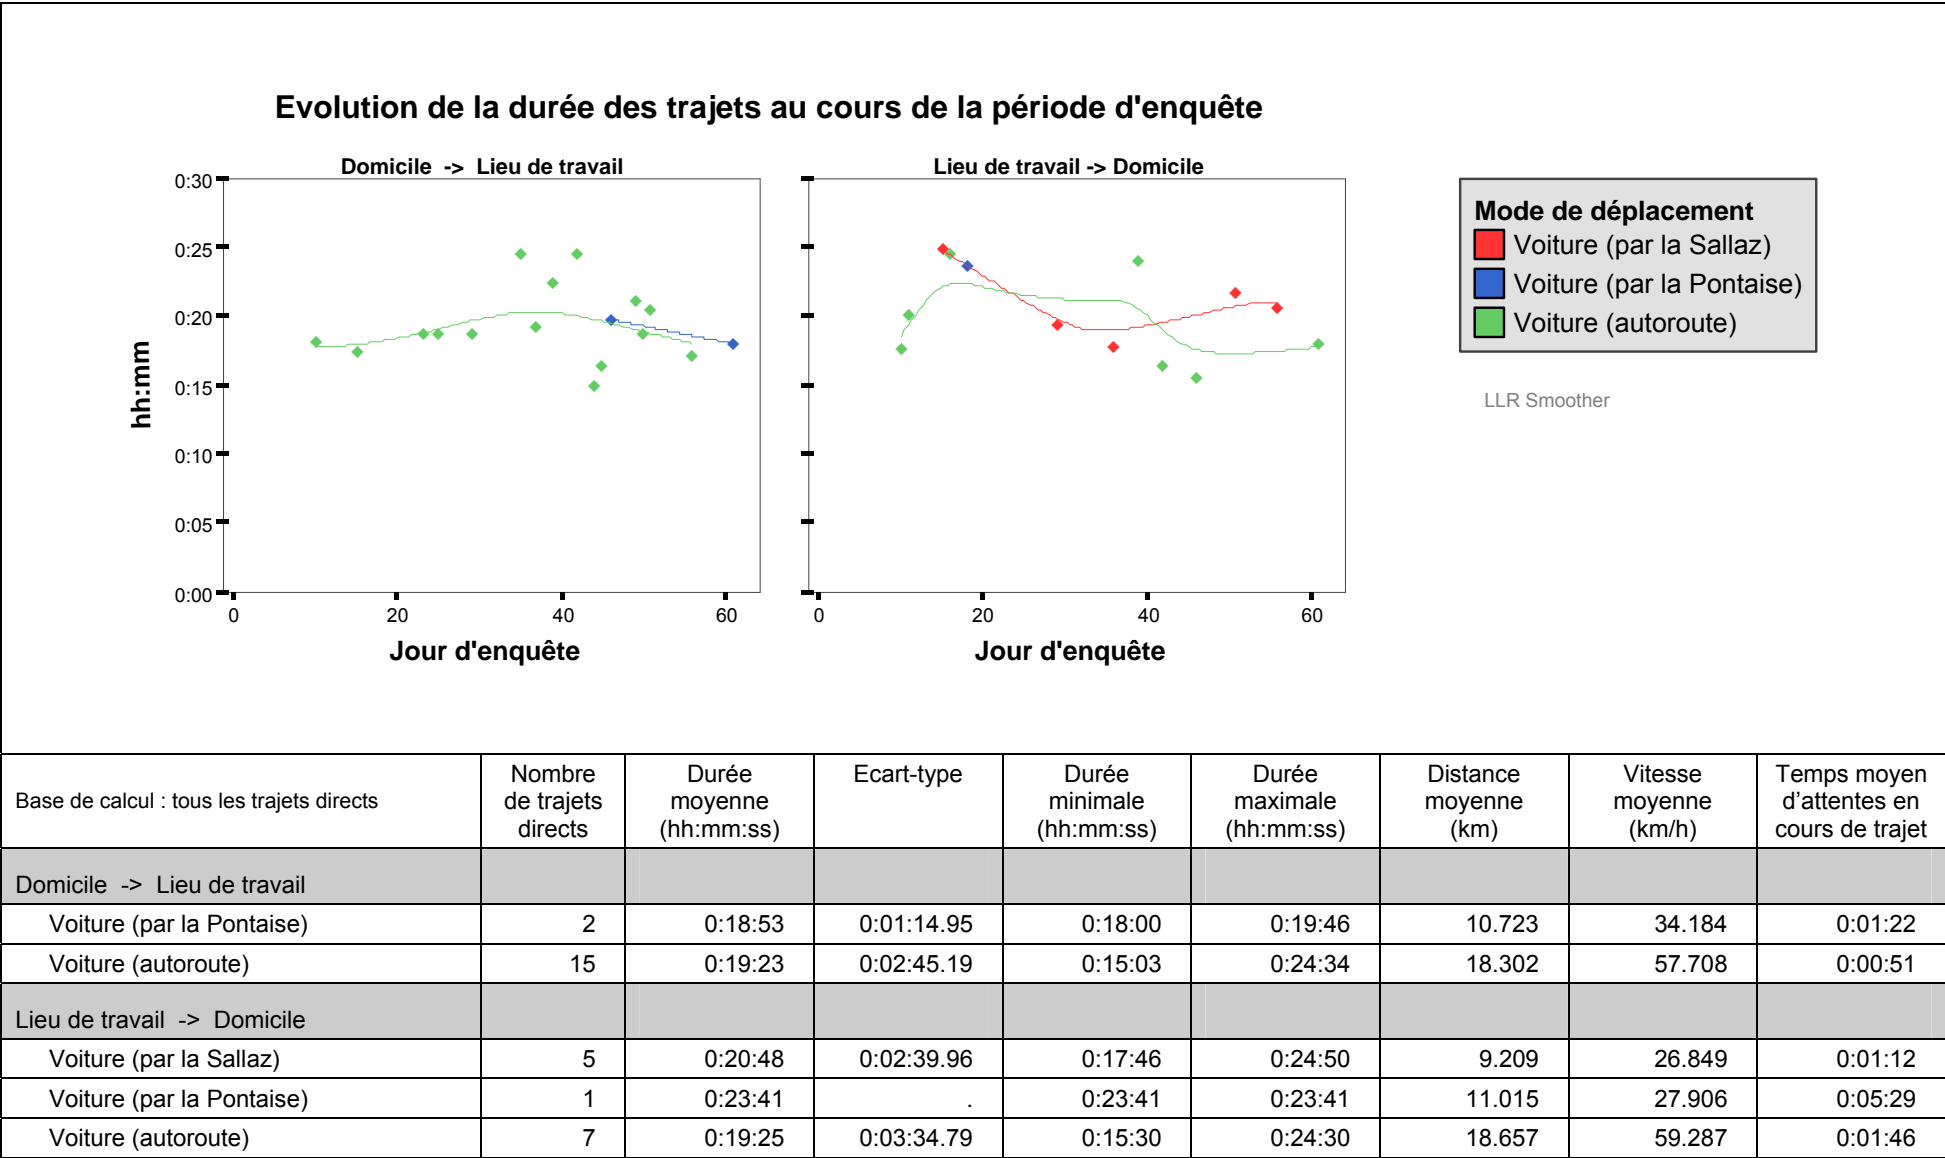 Evolution de la durée des trajets au cours de la période d'enquête
Domicile -> Lieu de travail
Lieu de travail -> Domicile
hh:mm
0:30
0:25
0:20
0:15
0:10
0:05
0:00
0 20 40 60
Jour d'enquête
0 20 40 60
Jour d'enquête
Mode de déplacement
Voiture (par la Sallaz)
Voiture (par la Pontaise)
Voiture (autoroute)
LLR Smoother
Base de calcul : tous les trajets directs
Nombre
de trajets
directs
Durée
moyenne
(hh:mm:ss)
Ecart-type
Durée
minimale
(hh:mm:ss)
Durée
maximale
(hh:mm:ss)
Distance
moyenne
(km)
Vitesse
moyenne
(km/h)
Temps moyen
d’attentes en
cours de trajet
Domicile -> Lieu de travail
Voiture (par la Pontaise) 2 0:18:53 0:01:14.95 0:18:00 0:19:46 10.723 34.184 0:01:22
Voiture (autoroute) 15 0:19:23 0:02:45.19 0:15:03 0:24:34 18.302 57.708 0:00:51
Lieu de travail -> Domicile
Voiture (par la Sallaz) 5 0:20:48 0:02:39.96 0:17:46 0:24:50 9.209 26.849 0:01:12
Voiture (par la Pontaise) 1 0:23:41 . 0:23:41 0:23:41 11.015 27.906 0:05:29
Voiture (autoroute) 7 0:19:25 0:03:34.79 0:15:30 0:24:30 18.657 59.287 0:01:46